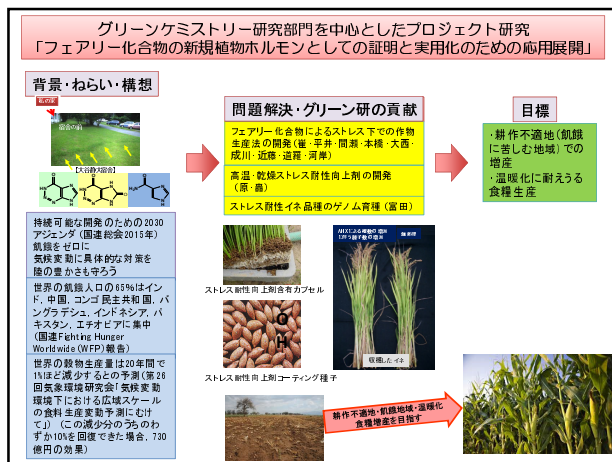 グリーンケミストリー研究部門を中心としたプロジェクト研究
「フェアリー化合物の新規植物ホルモンとしての証明と実用化のための応用展開」
背景・ねらい・構想
私の家
宿舎の前
【大谷静伏宿舎】
持続可能な開発のための2030
アジェンダ (国連総会2015年)
飢餓をゼロに
気候変動に具体的な対策を
陸の豊かさも守ろう
世界の飢餓人口の65％はイン
ド, 中国, コンゴ民主共和国, バ
ングラデシュ, インドネシア, パ
キスタン, エチオピアに集中
(国連Fighting Hunger
Worldwide (WFP)報告)
世界の穀物生産量は20年間で
1％ほど減少するとの予測(第26
回気象環境研究会「気候変動
環境下における広域スケール
の食料生産変動予測にむけ
て」) (この減少分のうちのわ
ずか10％を回復できた場合, 730
億円の効果)
問題解決・グリーン研の貢献
フェアリー化合物によるストレス下での作物
生産法の開発(崔・平井・間瀬・本橋・大西・
成川・近藤・道羅・河岸)
高温・乾燥ストレス耐性向上剤の開発
(原・轟)
ストレス耐性イネ品種のゲノム育種 (富田)
ストレス耐性向上剤含有カプセル
O
H
ストレス耐性向上剤コーティング種子
無処理
収穫したイネ
目標
・耕作不適地(飢餓
に苦しむ地域)での
増産
・温暖化に耐えうる
食糧生産
耕作不適地・飢餓地域・温暖化
食糧増産を目指す